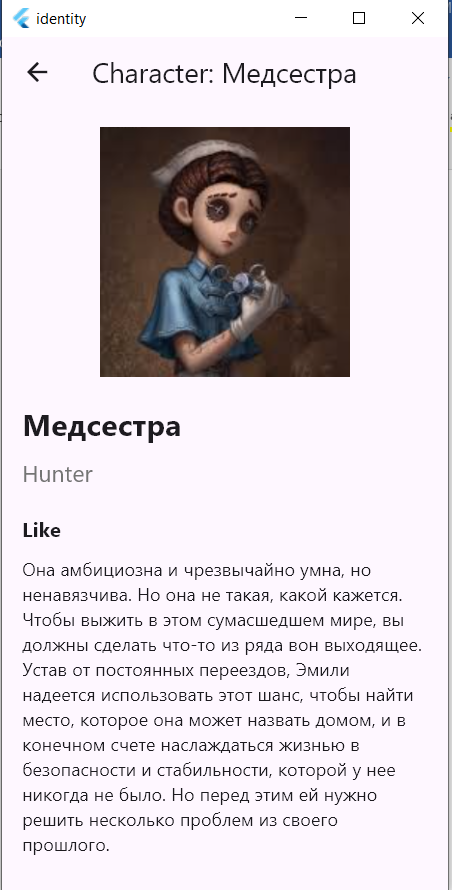 identity
Character: Медсестра
Медсестра
Hunter
Like
Она амбициозна и чрезвычайно умна, но
ненавязчива. Но она не такая, какой кажется.
Чтобы выжить в этом сумасшедшем мире, вы
должны сделать что-то из ряда вон выходящее.
Устав от постоянных переездов, Эмили
надеется использовать этот шанс, чтобы найти
место, которое она может назвать домом, и в
конечном счете наслаждаться жизнью в
безопасности и стабильности, которой у нее
никогда не было. Но перед этим ей нужно
решить несколько проблем из своего
прошлого.